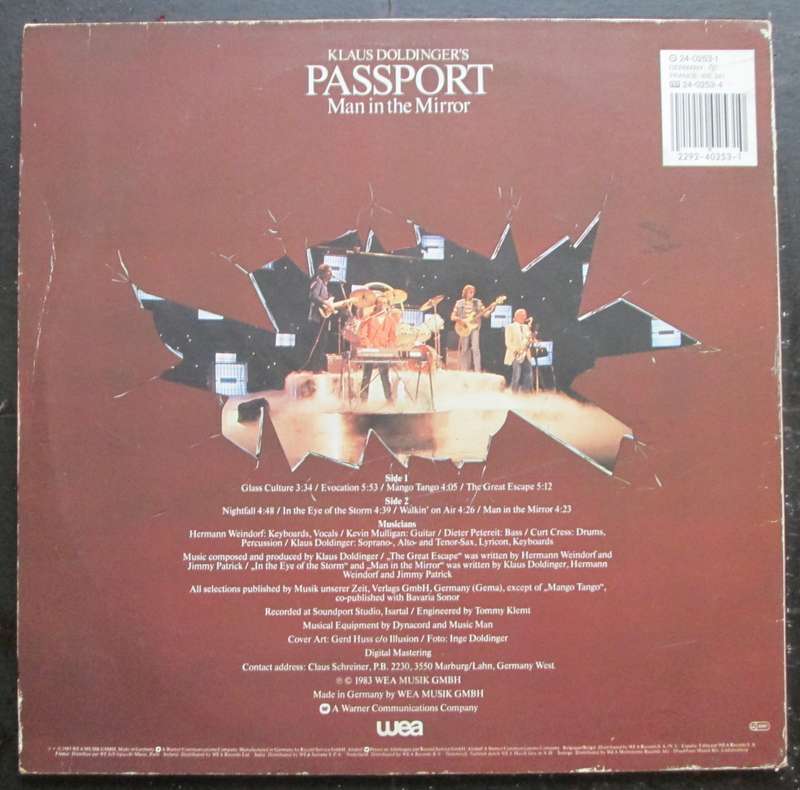 KLAUS DOLDINGER'S
PASSPORT
Man in the Mirror
24-0253-1
GERMANY:
FRANCE: WE 341
24-0253-4
2292-40253-1
Side 1
Glass Culture 3:34 / Evocation 5:53 / Mango Tango 4:05 / The Great Escape 5:12
Side 2
Nightfall 4:48 / In the Eye of the Storm 4:39 / Walkin' on Air 4:26 / Man in the Mirror 4:23
Musicians
Hermann Weindorf: Keyboards, Vocals / Kevin Mulligan: Guitar / Dieter Petereit: Bass / Curt Cress: Drums,
Percussion / Klaus Doldinger: Soprano-, Alto- and Tenor-Sax, Lyricon, Keyboards
Music composed and produced by Klaus Doldinger / „The Great Escape“ was written by Hermann Weindorf and
Jimmy Patrick / „In the Eye of the Storm“ and „Man in the Mirror“ was written by Klaus Doldinger, Hermann
Weindorf and Jimmy Patrick
All selections published by Musik unserer Zeit, Verlags GmbH, Germany (Gema), except of „Mango Tango“,
co-published with Bavaria Sonor
Recorded at Soundport Studio, Isartal / Engineered by Tommy Klemt
Musical Equipment by Dynacord and Music Man
Cover Art: Gerd Huss c/o Illusion / Foto: Inge Doldinger
Digital Mastering
Contact address: Claus Schreiner, P.B. 2230, 3550 Marburg/Lahn, Germany West.
℗ © 1983 WEA MUSIK GMBH
Made in Germany by WEA MUSIK GMBH
A Warner Communications Company
wea